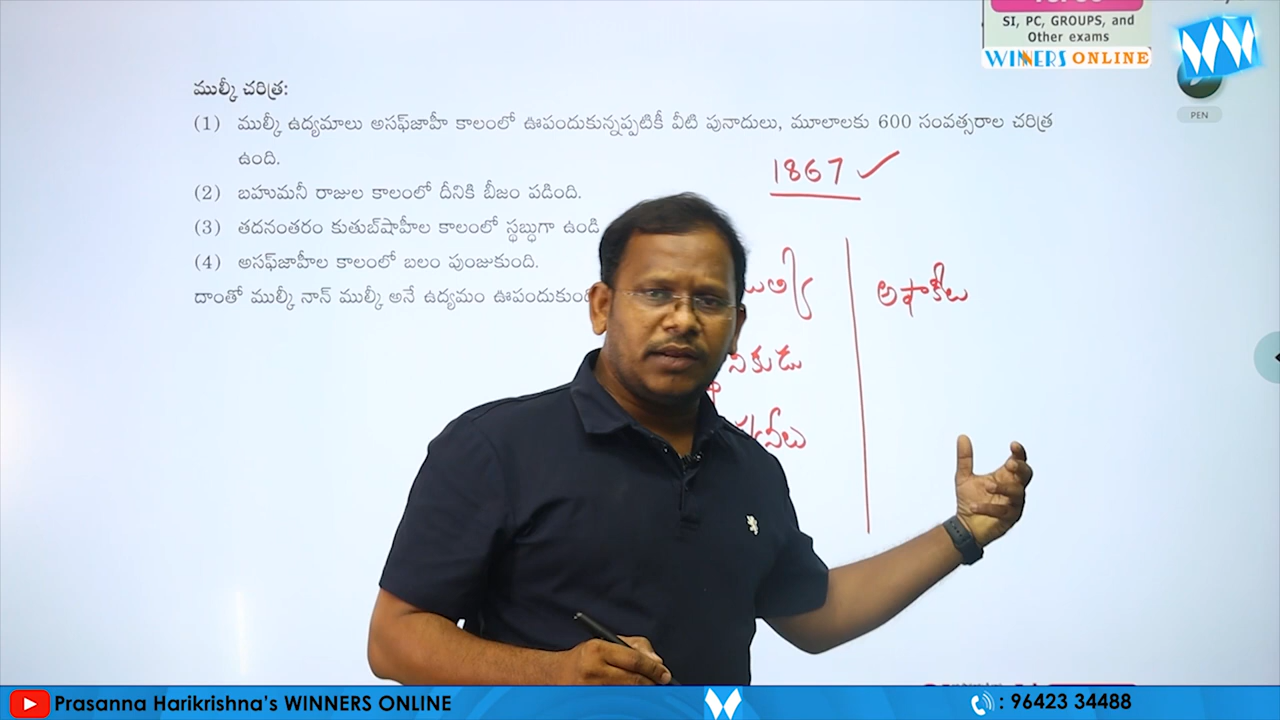 SI, PC, GROUPS, and
Other exams
WINNERS ONLINE
PEN
ముల్కీ చరిత్ర:
(1) ముల్కీ ఉద్యమాలు అసఫ్‌జాహీ కాలంలో ఊపందుకున్నప్పటికీ వీటి పునాదులు, మూలాలకు 600 సంవత్సరాల చరిత్ర
ఉంది.
1867
(2) బహుమనీ రాజుల కాలంలో దీనికి బీజం పడింది.
(3) తదనంతరం కుతుబ్‌షాహీల కాలంలో స్థబ్ధుగా ఉండి
(4) అసఫ్‌జాహీల కాలంలో బలం పుంజుకుంది.
దాంతో ముల్కీ నాన్ ముల్కీ అనే ఉద్యమం
అఫాకీలు
Prasanna Harikrishna's WINNERS ONLINE
: 96423 34488